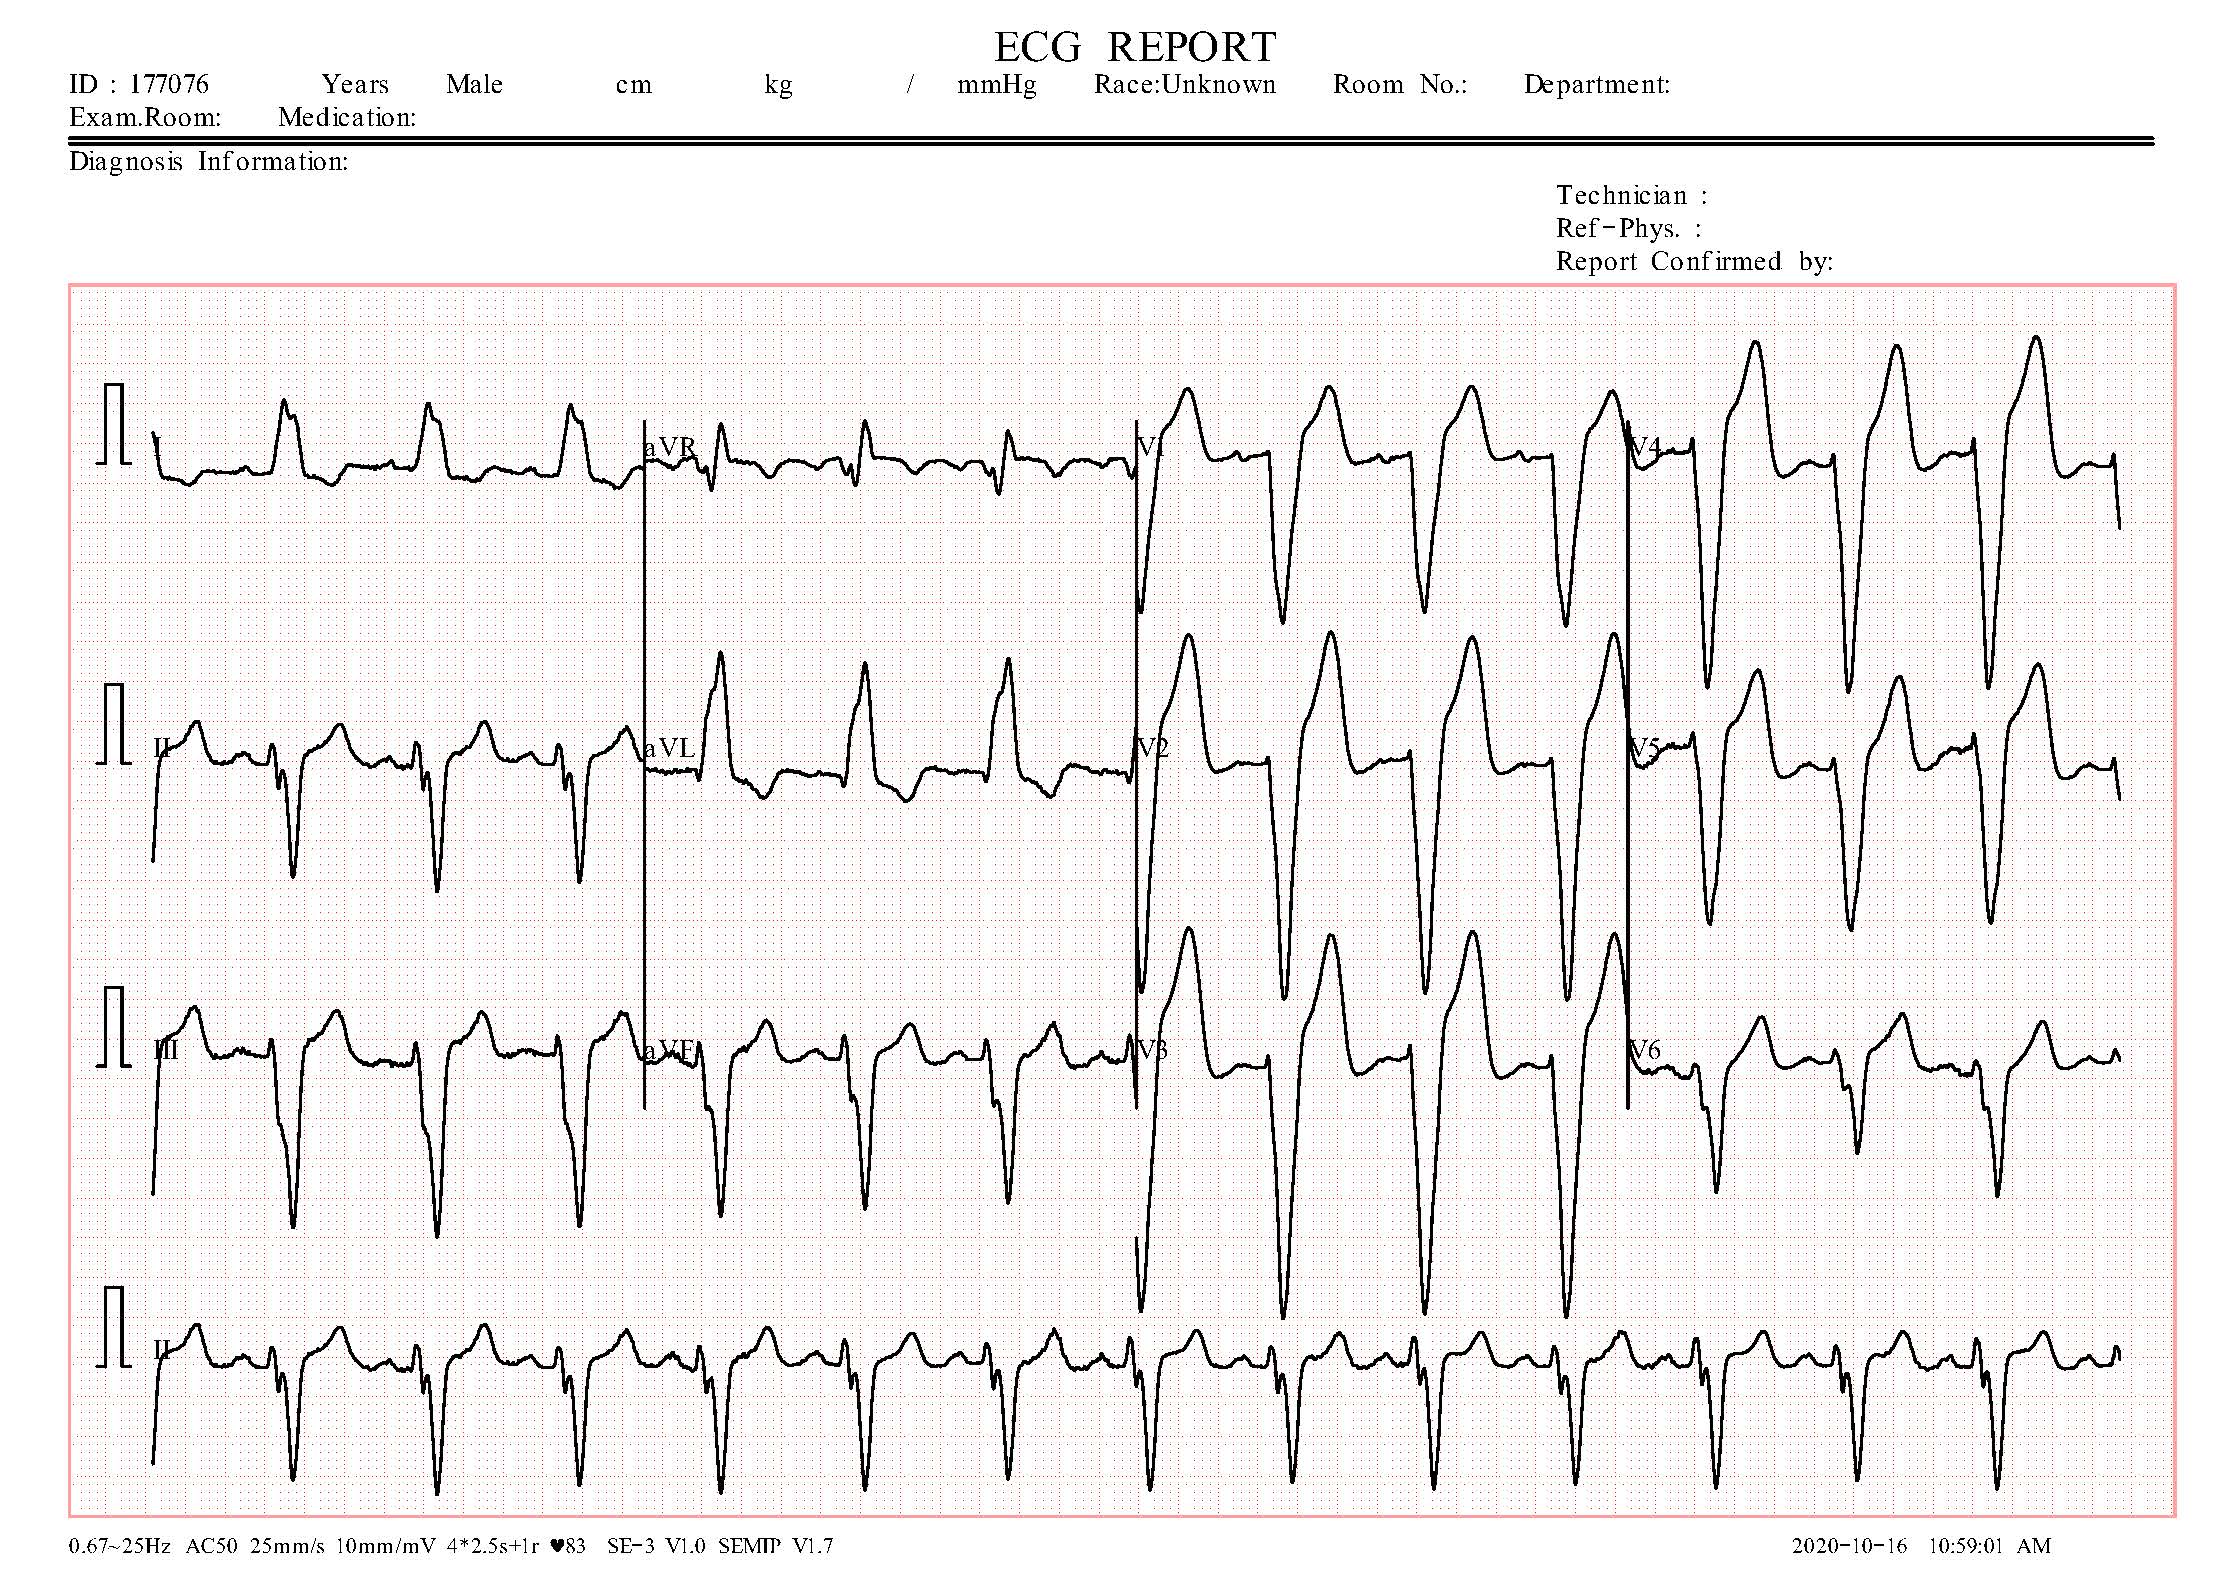 ECG REPORT
ID : 177076 Years Male cm kg / mmHg Race:Unknown Room No.: Department:
Exam.Room: Medication:
Diagnosis Information:
Technician :
Ref-Phys. :
Report Confirmed by:
I aVR V1 V4
II aVL V2 V5
III aVF V3 V6
II
0.67~25Hz AC50 25mm/s 10mm/mV 4*2.5s+1r ♥83 SE-3 V1.0 SEMIP V1.7 2020-10-16 10:59:01 AM